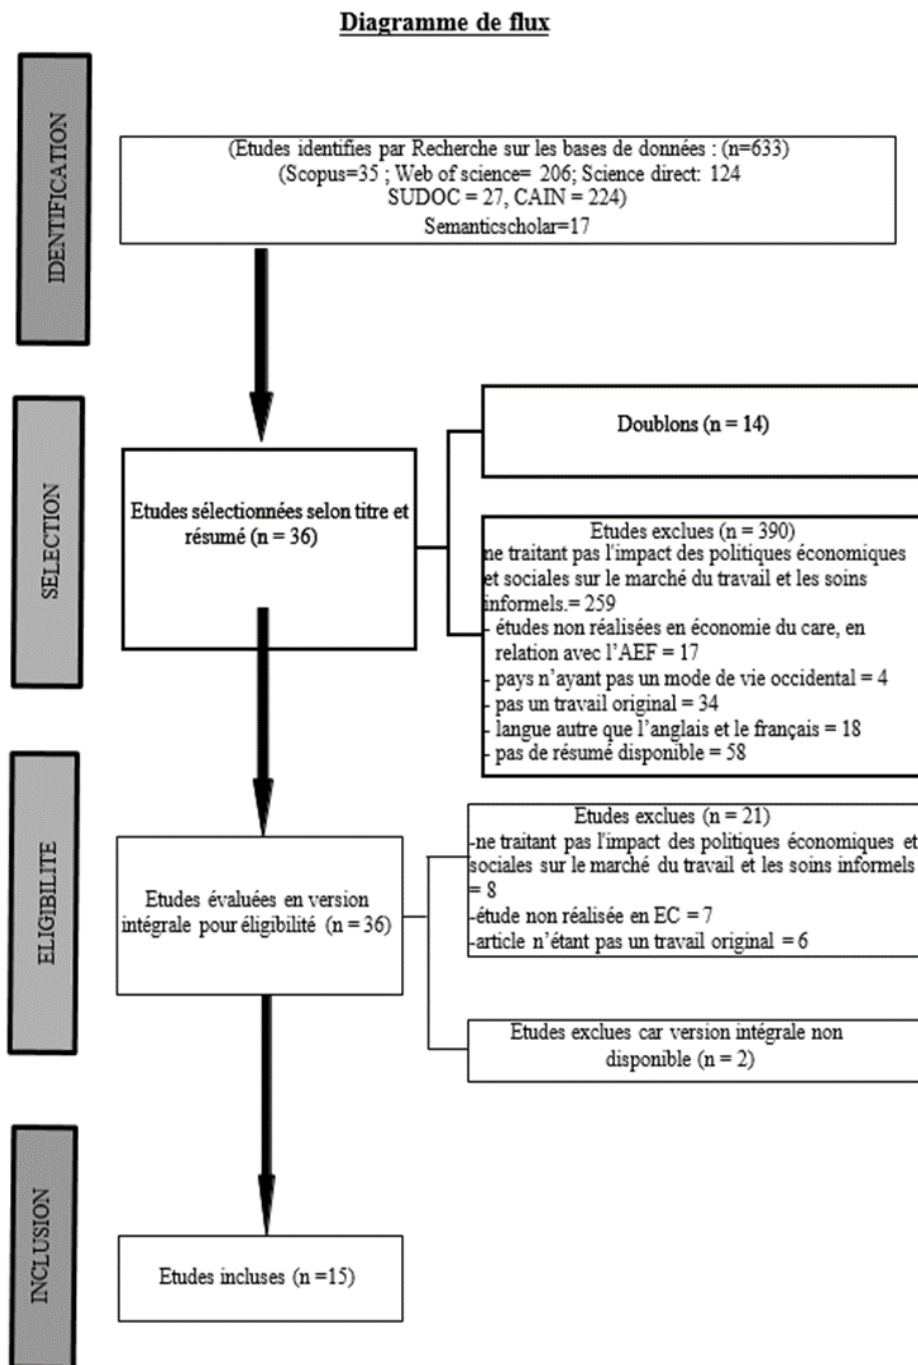 Diagramme de flux
IDENTIFICATION
(Etudes identifies par Recherche sur les bases de données : (n=633)
(Scopus=35 ; Web of science= 206; Science direct: 124
SUDOC = 27, CAIN = 224)
Semanticscholar=17
SELECTION
Etudes sélectionnées selon titre et
résumé (n = 36)
Doublons (n = 14)
Etudes exclues (n = 390)
ne traitant pas l'impact des politiques économiques
et sociales sur le marché du travail et les soins
informels.= 259
- études non réalisées en économie du care, en
relation avec l’AEF = 17
- pays n’ayant pas un mode de vie occidental = 4
- pas un travail original = 34
- langue autre que l’anglais et le français = 18
- pas de résumé disponible = 58
ELIGIBILITE
Etudes évaluées en version
intégrale pour éligibilité (n = 36)
Etudes exclues (n = 21)
-ne traitant pas l'impact des politiques économiques et
sociales sur le marché du travail et les soins informels
= 8
-étude non réalisée en EC = 7
-article n’étant pas un travail original = 6
Etudes exclues car version intégrale non
disponible (n = 2)
INCLUSION
Etudes incluses (n =15)